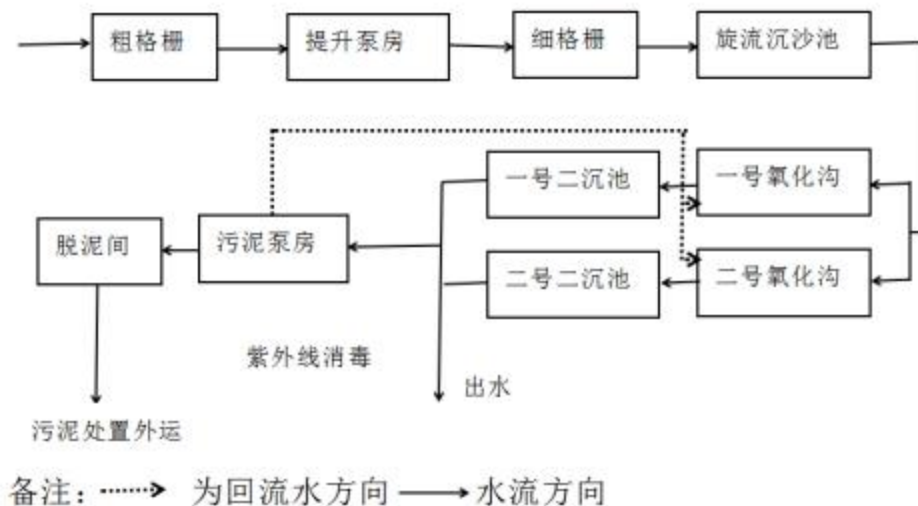 粗格栅
提升泵房
细格栅
旋流沉沙池
一号二沉池
一号氧化沟
脱泥间
污泥泵房
二号二沉池
二号氧化沟
紫外线消毒
出水
污泥处置外运
备注： 为回流水方向 水流方向